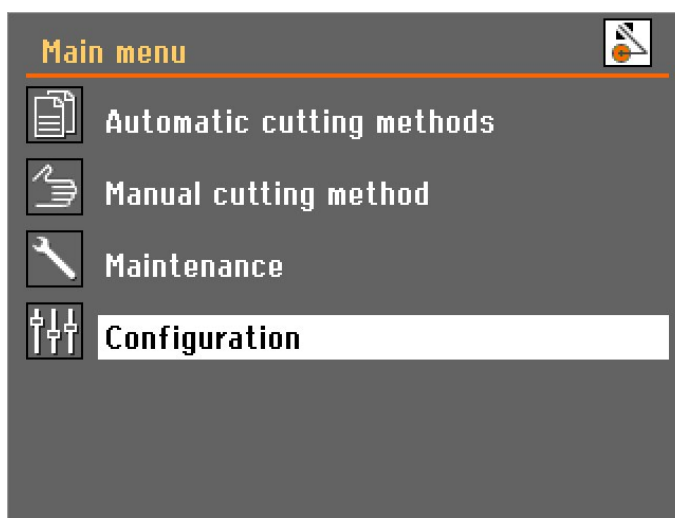 Main menu
Automatic cutting methods
Manual cutting method
Maintenance
Configuration